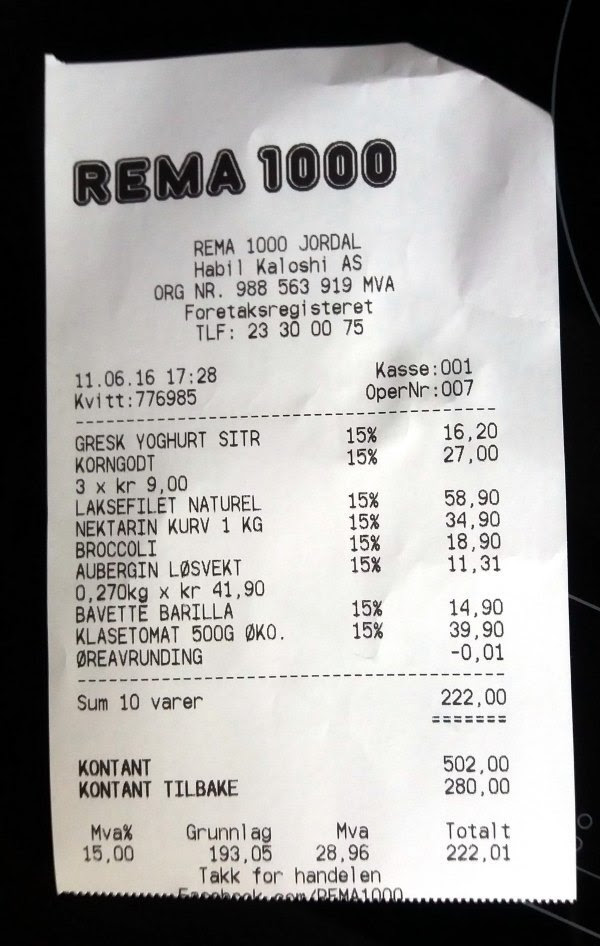 REMA 1000
REMA 1000 JORDAL
Habil Kaloshi AS
ORG NR. 988 563 919 MVA
Foretaksregisteret
TLF: 23 30 00 75
11.06.16 17:28 Kasse:001
Kvitt:776985 OperNr:007
GRESK YOGHURT SITR 15% 16,20
KORNGODT 15% 27,00
3 x kr 9,00
LAKSEFILET NATUREL 15% 58,90
NEKTARIN KURV 1 KG 15% 34,90
BROCCOLI 15% 18,90
AUBERGIN LØSVEKT 15% 11,31
0,270kg x kr 41,90
BAVETTE BARILLA 15% 14,90
KLASETOMAT 500G ØKO. 15% 39,90
ØREAVRUNDING -0,01
Sum 10 varer 222,00
=======
KONTANT 502,00
KONTANT TILBAKE 280,00
Mva% Grunnlag Mva Totalt
15,00 193,05 28,96 222,01
Takk for handelen
Facebook.com/REMA1000